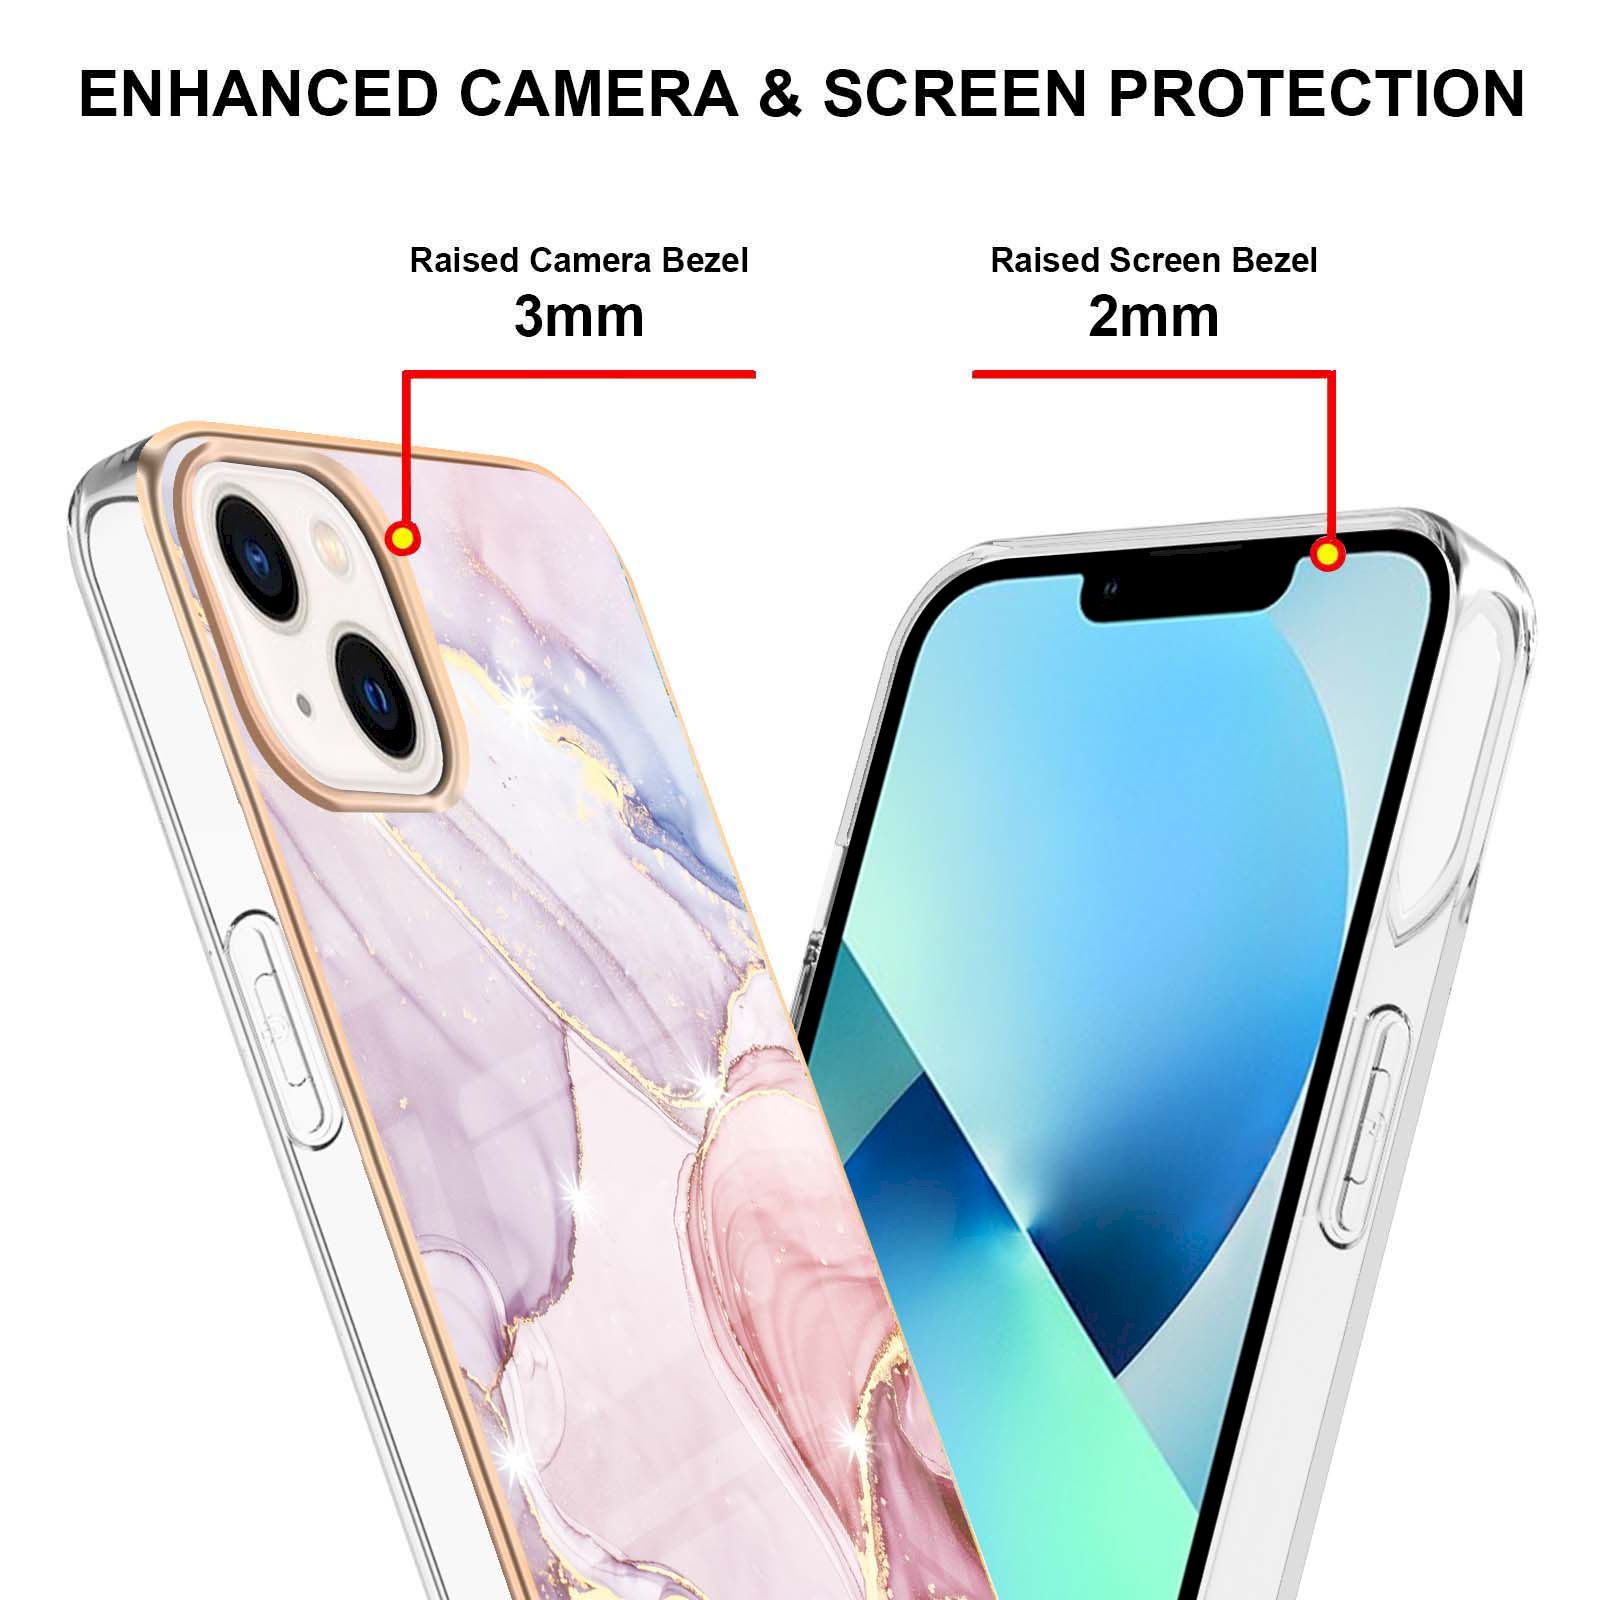 ENHANCED CAMERA & SCREEN PROTECTION
Raised Camera Bezel
3mm
Raised Screen Bezel
2mm